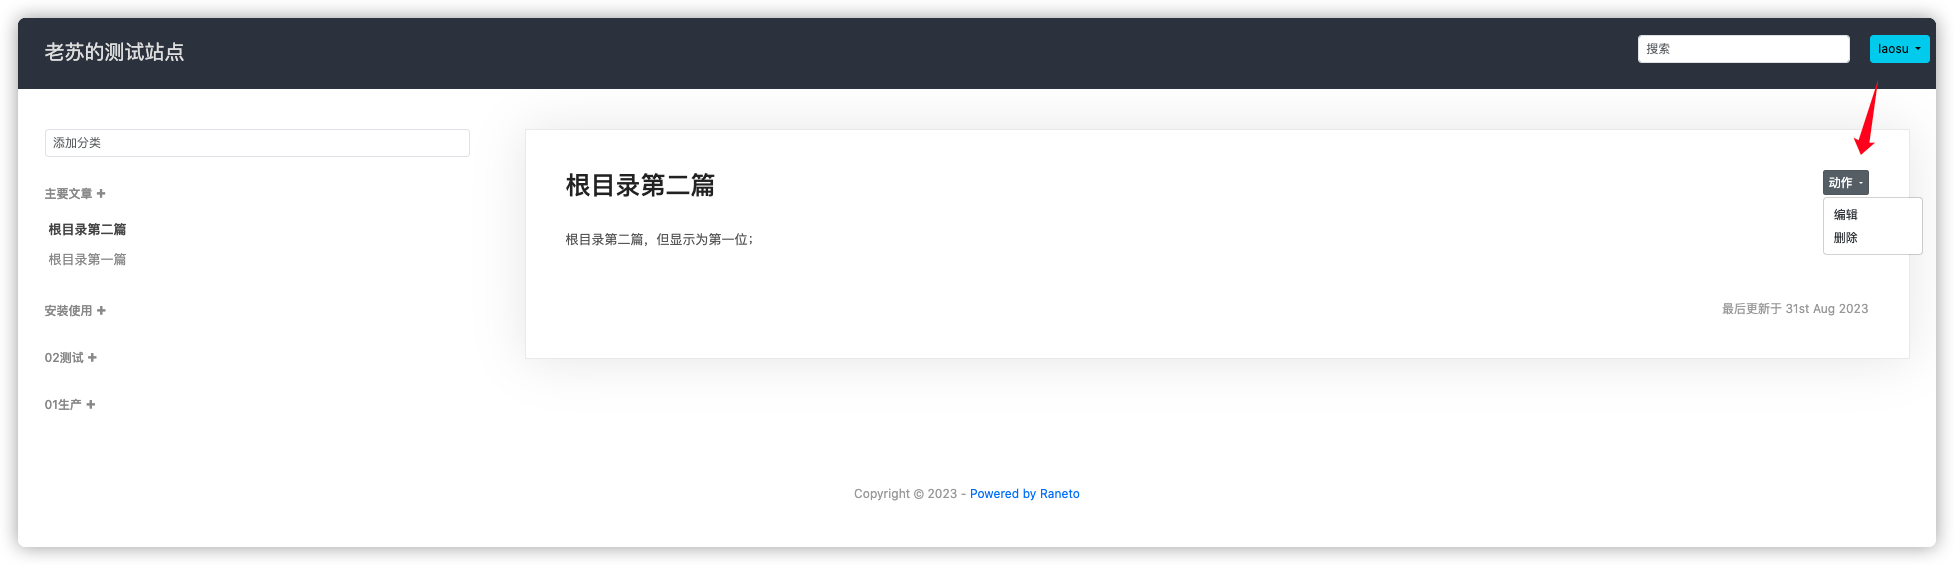 老苏的测试站点
搜索
laosu
添加分类
主要文章
根目录第二篇
根目录第一篇
安装使用
02测试
01生产
根目录第二篇
动作
编辑
删除
根目录第二篇，但显示为第一位；
最后更新于 31st Aug 2023
Copyright © 2023 - Powered by Raneto